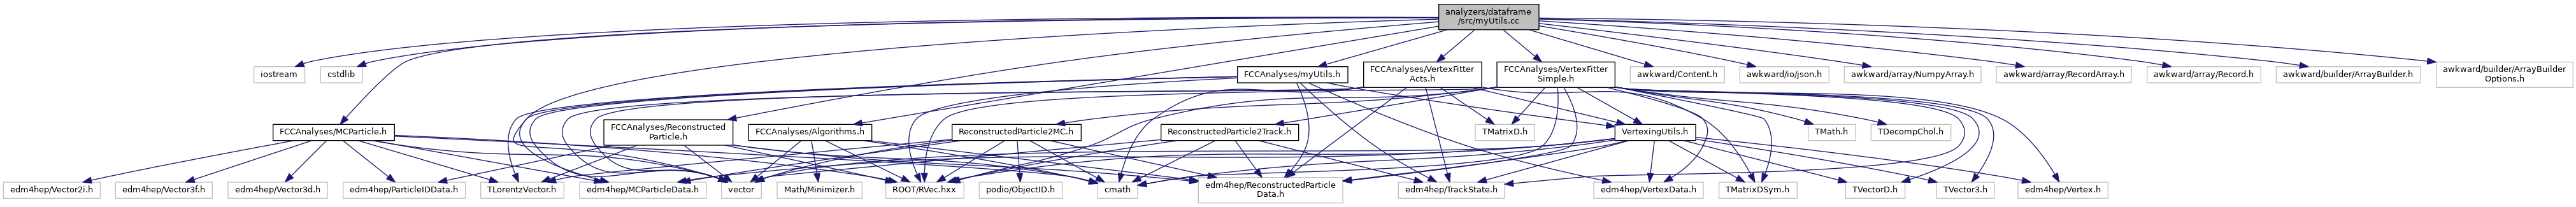 analyzers/dataframe
/src/myUtils.cc
iostream
cstdlib
FCCAnalyses/myUtils.h
FCCAnalyses/VertexFitter
Acts.h
FCCAnalyses/VertexFitter
Simple.h
awkward/Content.h
awkward/io/json.h
awkward/array/NumpyArray.h
awkward/array/RecordArray.h
awkward/array/Record.h
awkward/builder/ArrayBuilder.h
awkward/builder/ArrayBuilder
Options.h
FCCAnalyses/MCParticle.h
FCCAnalyses/Reconstructed
Particle.h
FCCAnalyses/Algorithms.h
ReconstructedParticle2MC.h
ReconstructedParticle2Track.h
TMatrixD.h
VertexingUtils.h
TMath.h
TDecompChol.h
edm4hep/Vector2i.h
edm4hep/Vector3f.h
edm4hep/Vector3d.h
edm4hep/ParticleIDData.h
TLorentzVector.h
edm4hep/MCParticleData.h
vector
Math/Minimizer.h
ROOT/RVec.hxx
podio/ObjectID.h
cmath
edm4hep/ReconstructedParticle
Data.h
edm4hep/TrackState.h
edm4hep/VertexData.h
TMatrixDSym.h
TVectorD.h
TVector3.h
edm4hep/Vertex.h